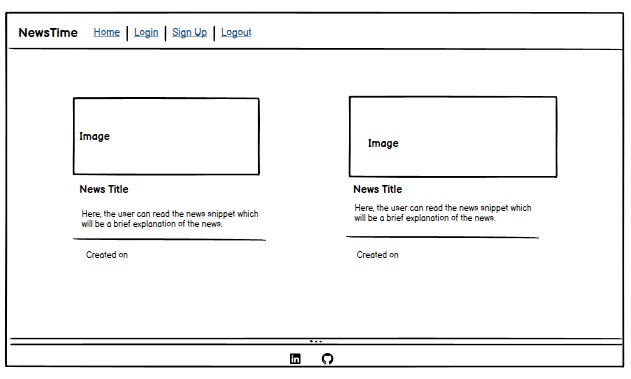 NewsTime Home Login Sign Up Logout
Image
Image
News Title
Here, the user can read the news snippet which
will be a brief explanation of the news.
Created on
News Title
Here, the user can read the news snippet which
will be a brief explanation of the news.
Created on
in